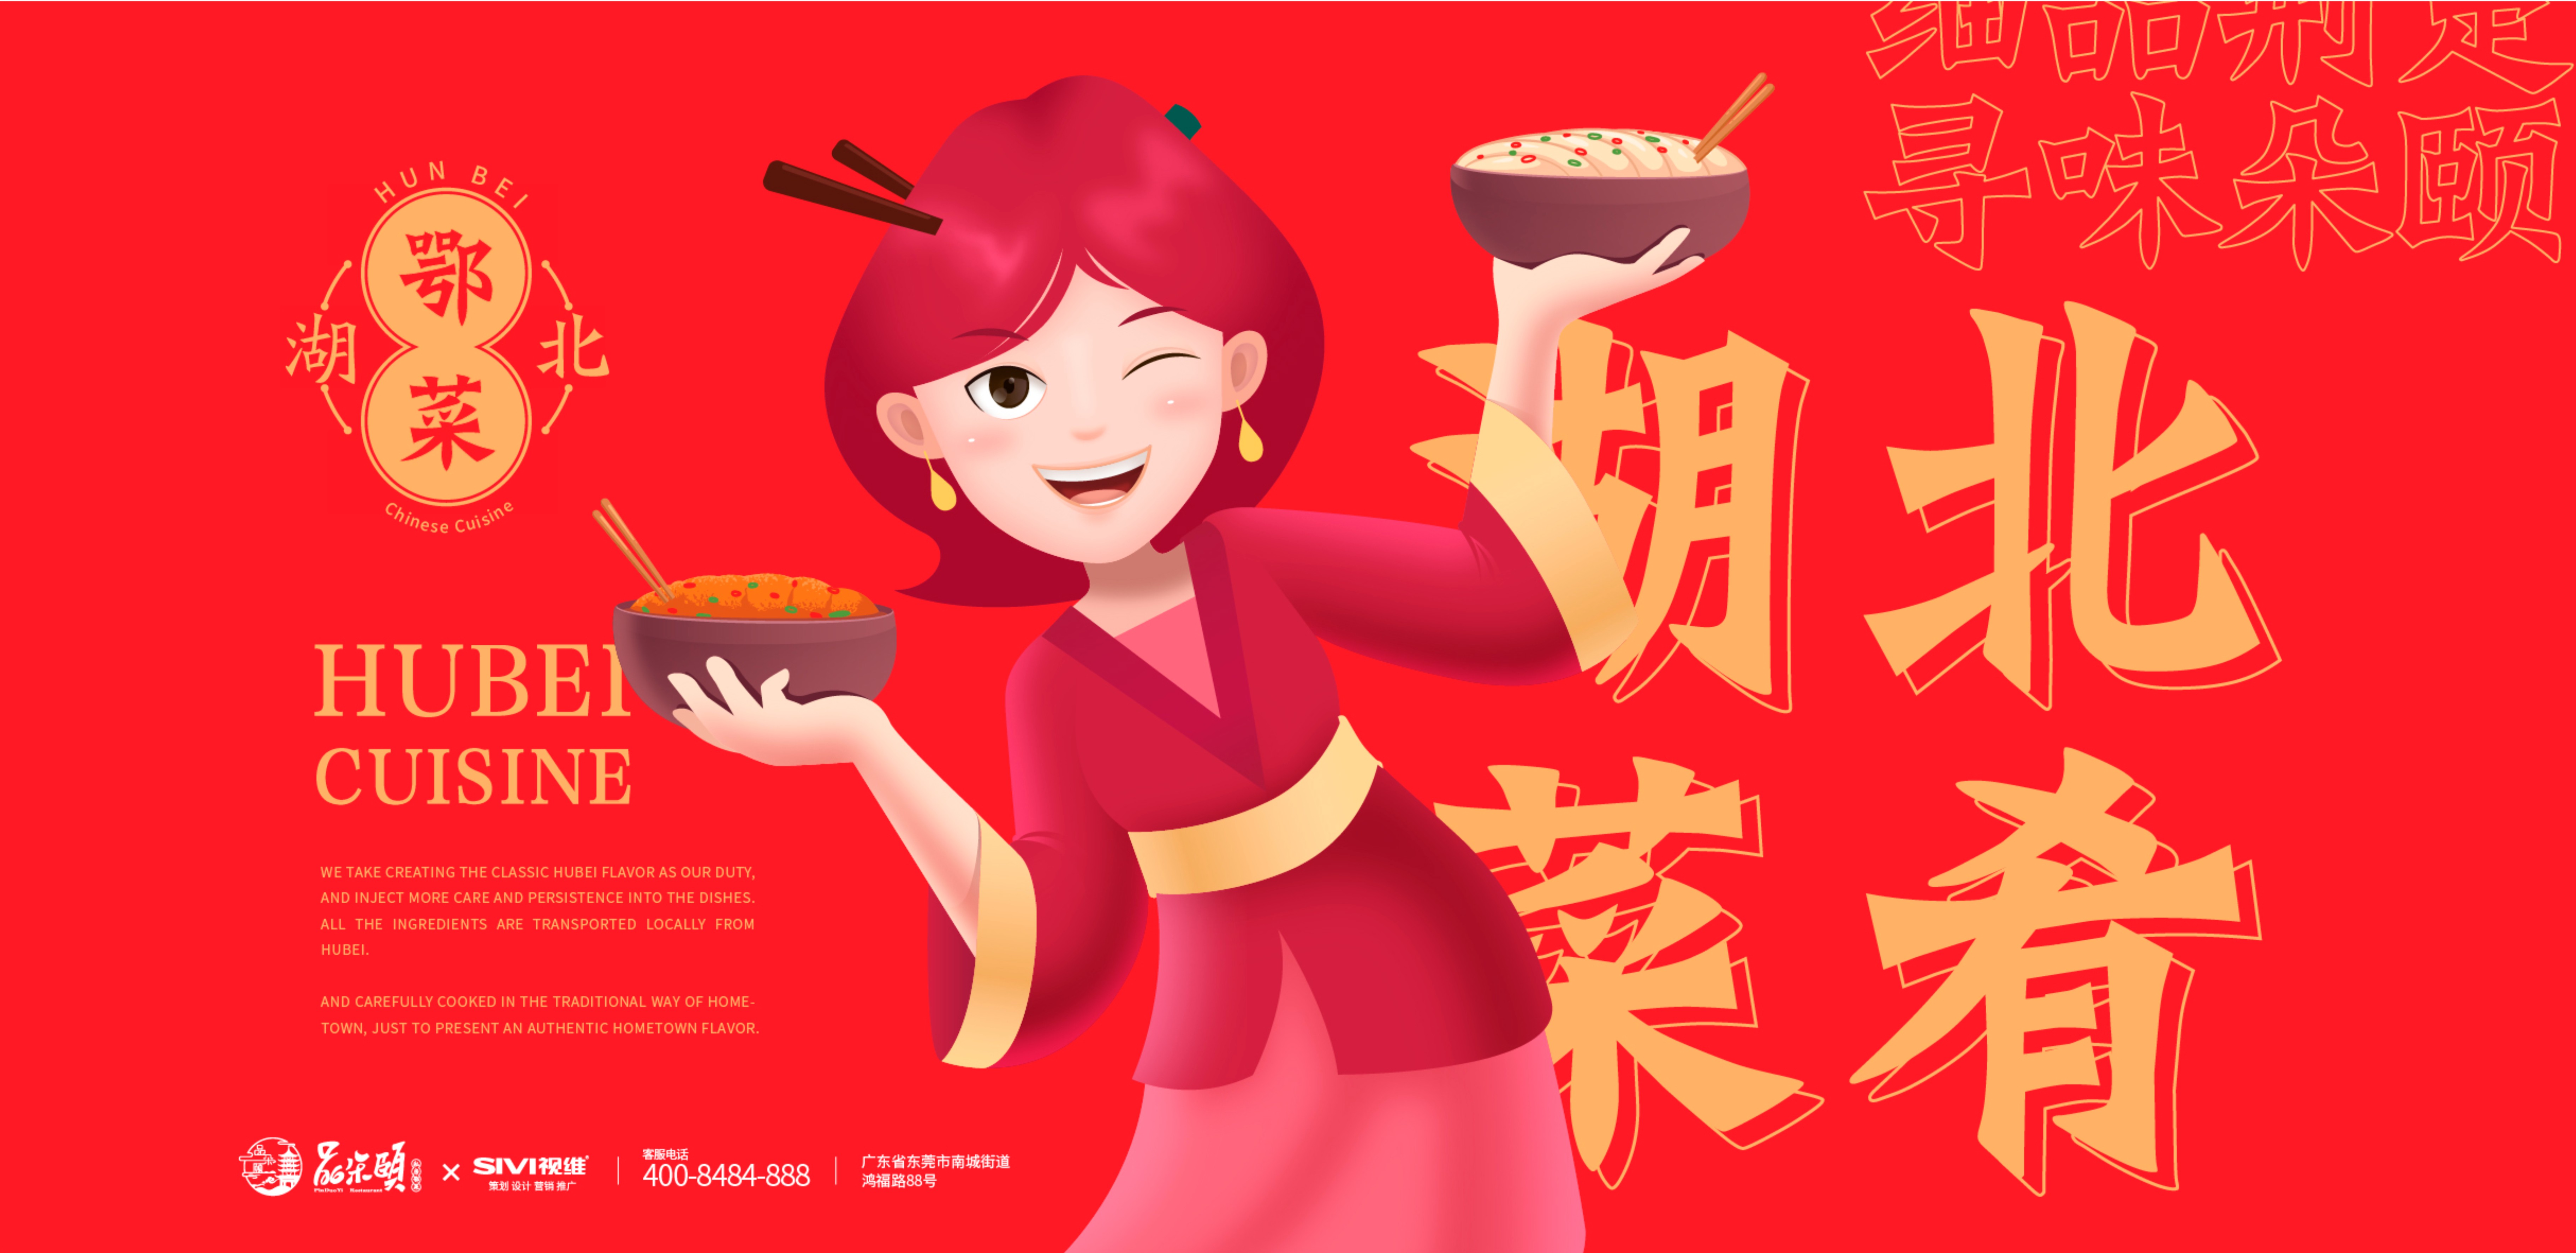 HUN BEI
鄂
湖 北
菜
Chinese Cuisine
HUBEI
CUISINE
WE TAKE CREATING THE CLASSIC HUBEI FLAVOR AS OUR DUTY,
AND INJECT MORE CARE AND PERSISTENCE INTO THE DISHES.
ALL THE INGREDIENTS ARE TRANSPORTED LOCALLY FROM
HUBEI.
AND CAREFULLY COOKED IN THE TRADITIONAL WAY OF HOME-
TOWN, JUST TO PRESENT AN AUTHENTIC HOMETOWN FLAVOR.
细品荆楚
寻味朵颐
湖北
菜肴
品朵頤 × SIVI视维
策划 设计 营销 推广
客服电话
400-8484-888
广东省东莞市南城街道
鸿福路88号